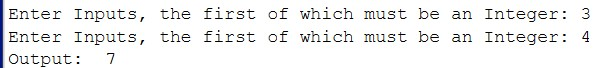 Enter Inputs, the first of which must be an Integer: 3
Enter Inputs, the first of which must be an Integer: 4
Output:  7